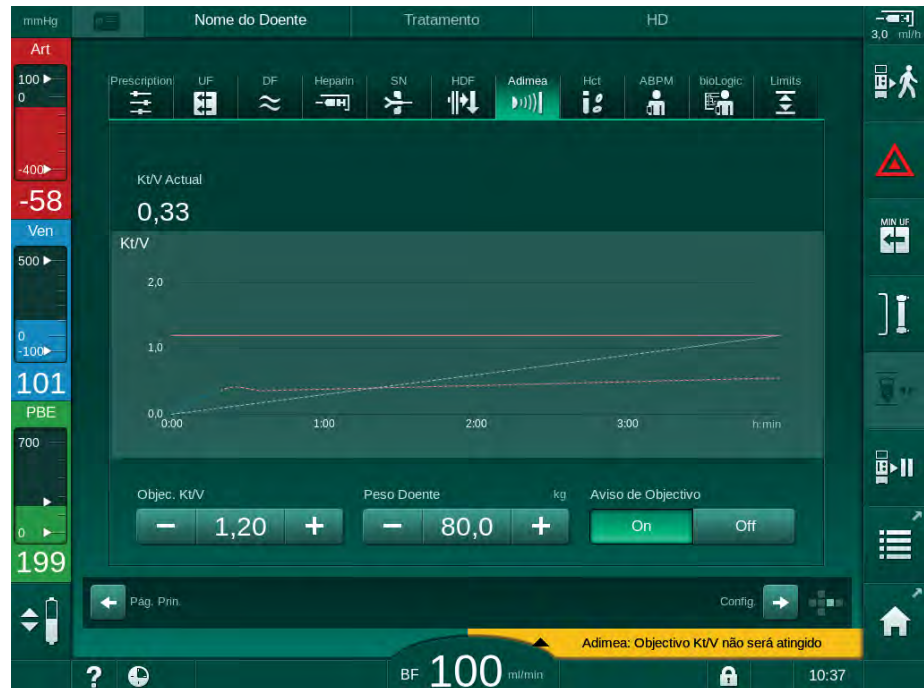 mmHg
Nome do Doente
Tratamento
HD
3,0 ml/h
Art
100
0
-400
-58
Ven
500
0
-100
101
PBE
700
0
199
Prescription
UF
DF
Heparin
SN
HDF
Adimea
Hct
ABPM
bioLogic
Limits
Kt/V Actual
0,33
Kt/V
2,0
1,0
0,0
0:00
1:00
2:00
3:00
h:min
Objec. Kt/V
Peso Doente
kg
Aviso de Objectivo
− 1,20 +
− 80,0 +
On
Off
Pág. Prin.
Config.
MIN UF
Adimea: Objectivo Kt/V não será atingido
?
BF 100 ml/min
10:37